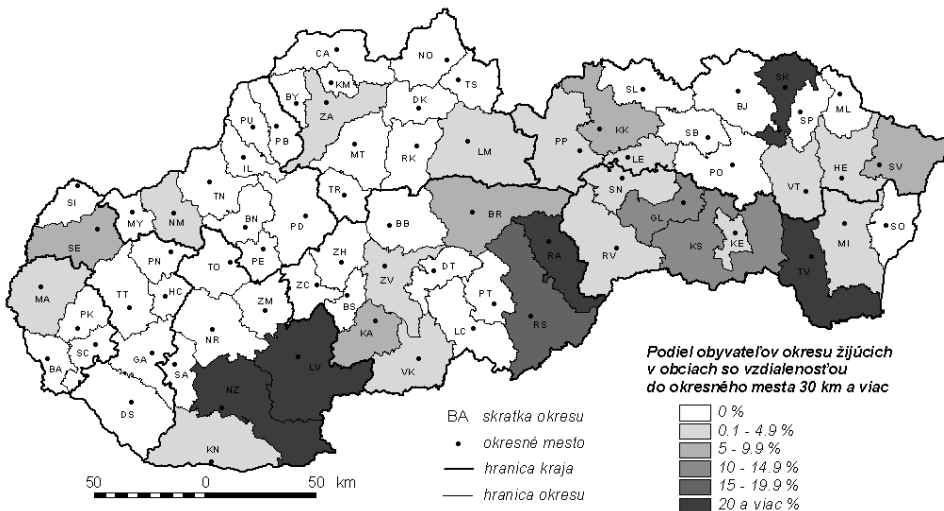 CA
NO
TS
KM
BY
ZA
DK
PU
PB
IL
MT
RK
LM
SL
SK
BJ
ML
SP
KK
SB
PP
LE
PO
HE
SV
VT
SI
MY
NM
TN
TR
BN
PD
BB
BR
SN
GL
SE
PN
TO
PE
ZH
ZV
DT
RA
RV
KS
KE
TV
MI
SO
MA
TT
HC
ZM
ZC
BS
PT
PK
NR
KA
LC
RS
SC
GA
SA
LV
VK
BA
DS
NZ
KN
Podiel obyvateľov okresu žijúcich
v obciach so vzdialenosťou
do okresného mesta 30 km a viac
0 %
0.1 - 4.9 %
5 - 9.9 %
10 - 14.9 %
15 - 19.9 %
20 a viac %
BA skratka okresu
okresné mesto
hranica kraja
hranica okresu
50 0 50 km